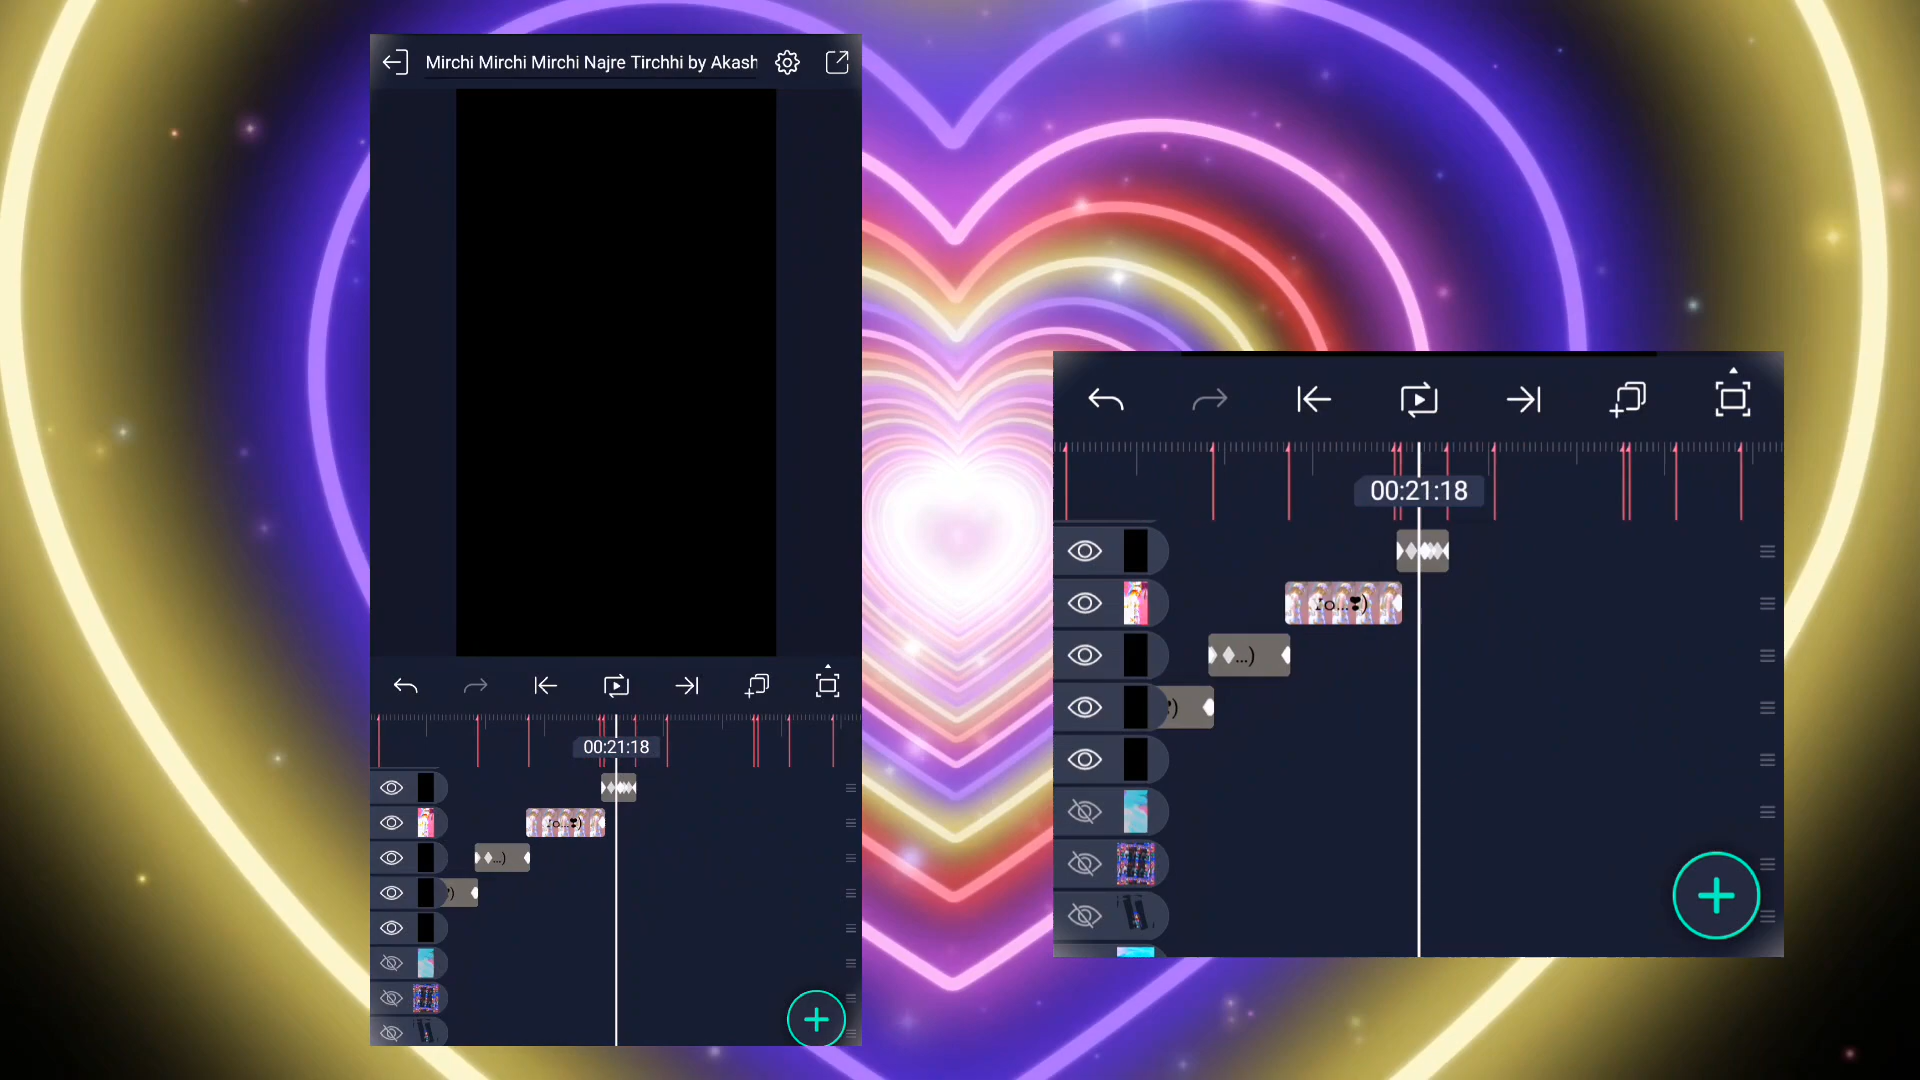 Mirchi Mirchi Mirchi Najre Tirchhi by Akash
00:21:18
♪o...❣)
...)
)
00:21:18
♪o...❣)
...)
)